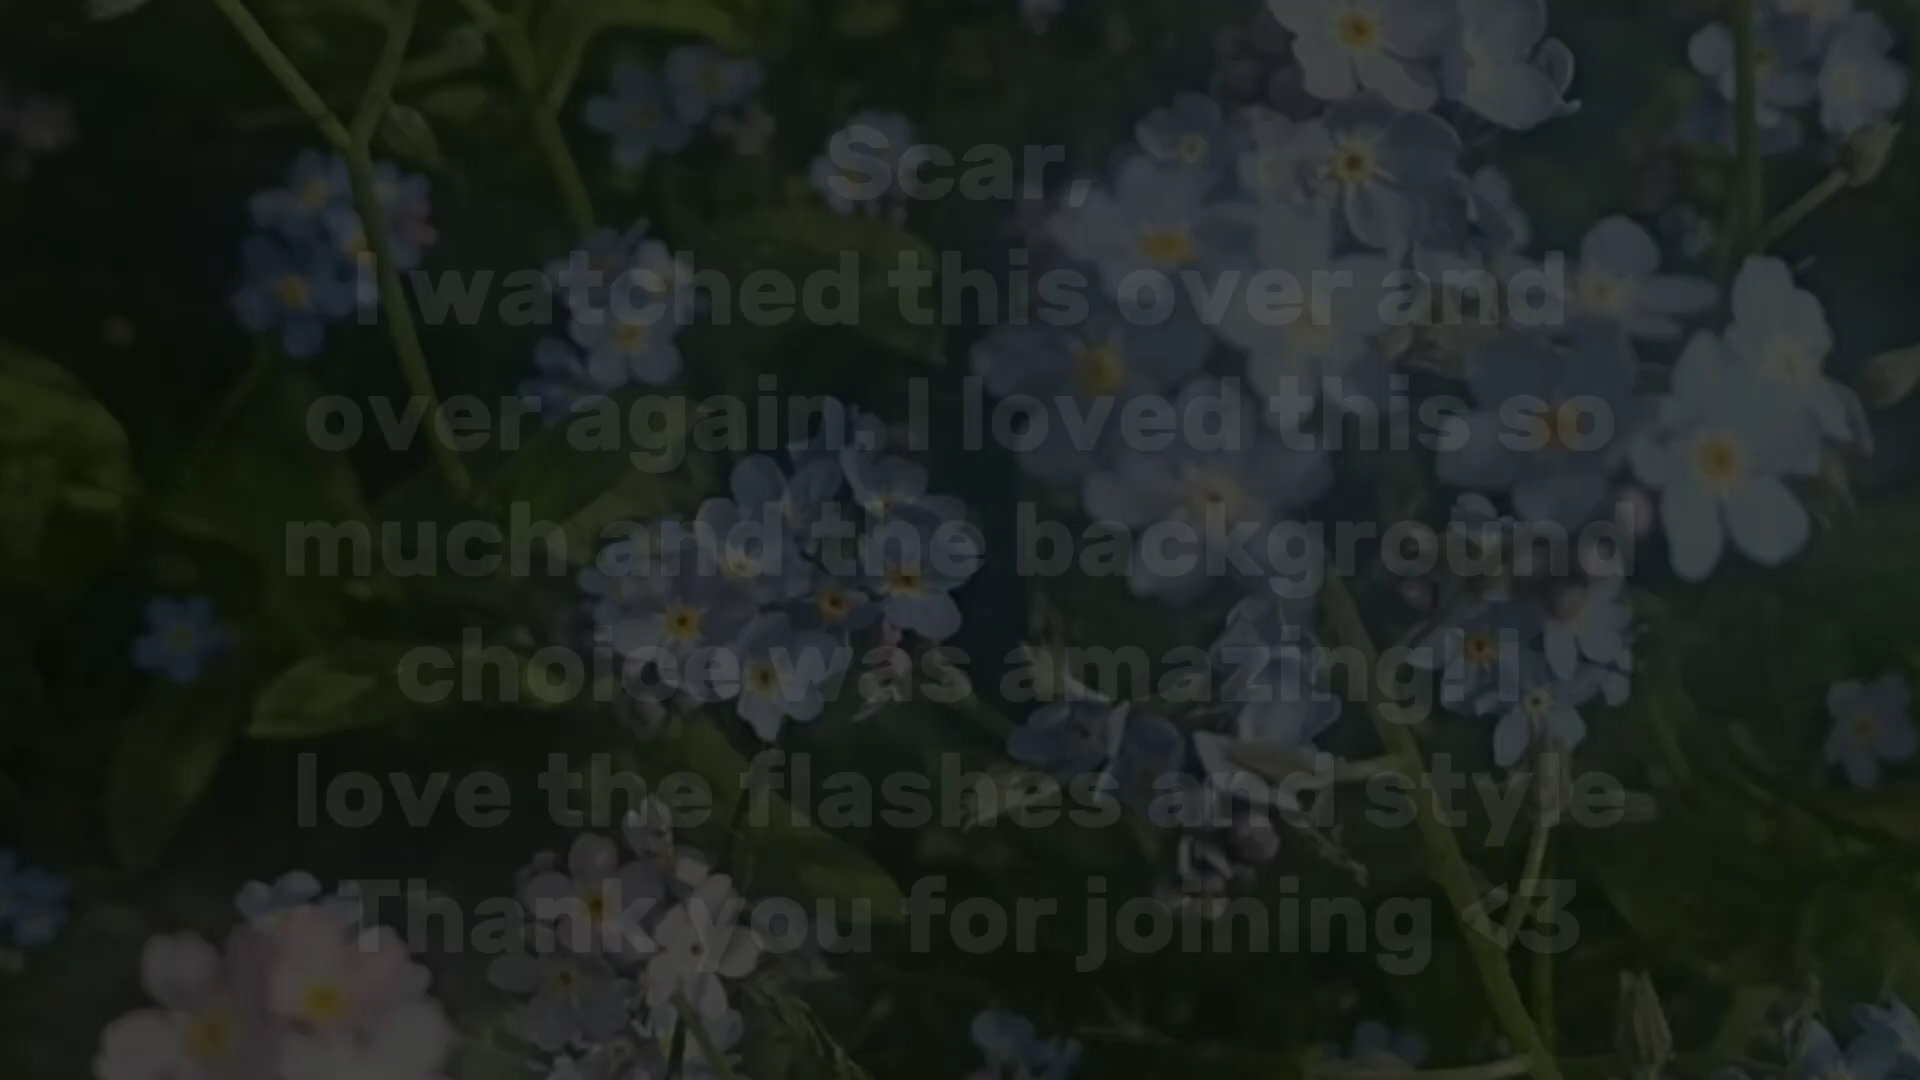 Scar,
I watched this over and
over again. I loved this so
much and the background
choice was amazing! I
love the flashes and style
Thank you for joining <3